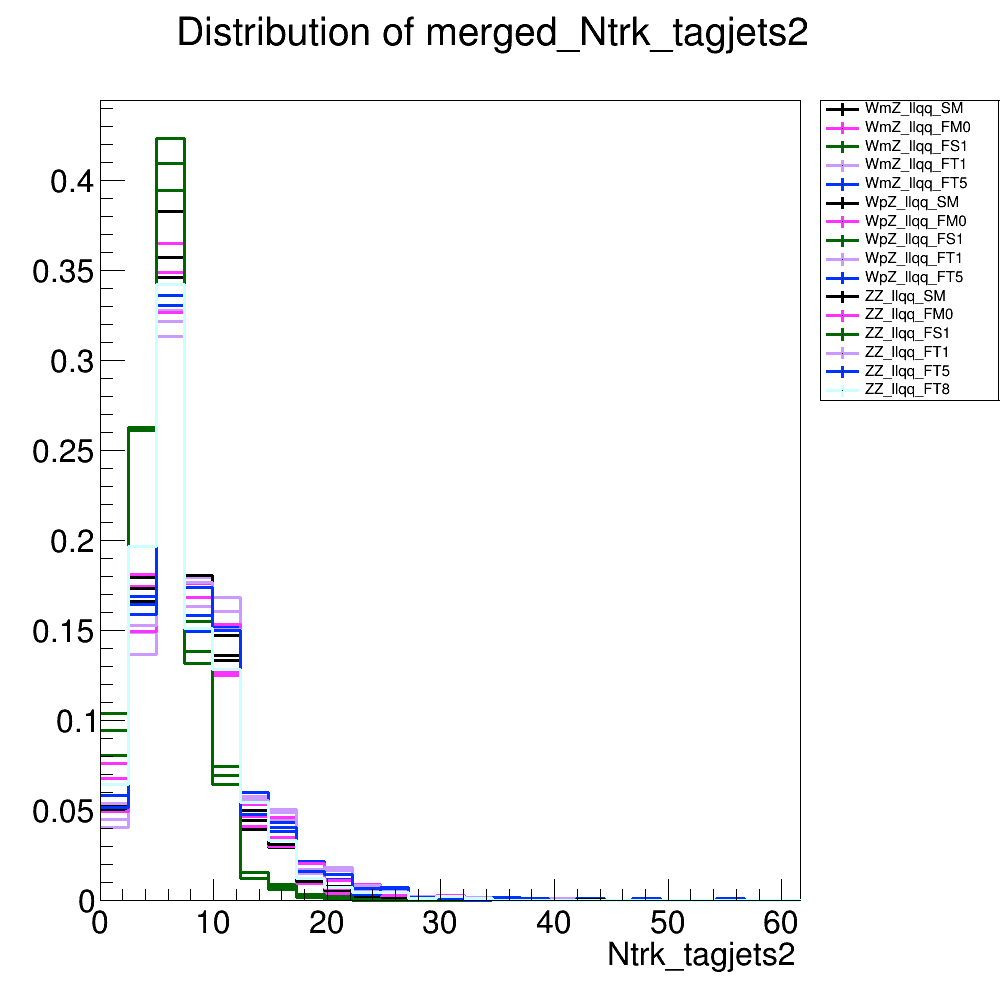 Distribution of merged_Ntrk_tagjets2
WmZ_llqq_SM
WmZ_llqq_FM0
WmZ_llqq_FS1
WmZ_llqq_FT1
WmZ_llqq_FT5
WpZ_llqq_SM
WpZ_llqq_FM0
WpZ_llqq_FS1
WpZ_llqq_FT1
WpZ_llqq_FT5
ZZ_llqq_SM
ZZ_llqq_FM0
ZZ_llqq_FS1
ZZ_llqq_FT1
ZZ_llqq_FT5
ZZ_llqq_FT8
0.4
0.35
0.3
0.25
0.2
0.15
0.1
0.05
0
0 10 20 30 40 50 60
Ntrk_tagjets2